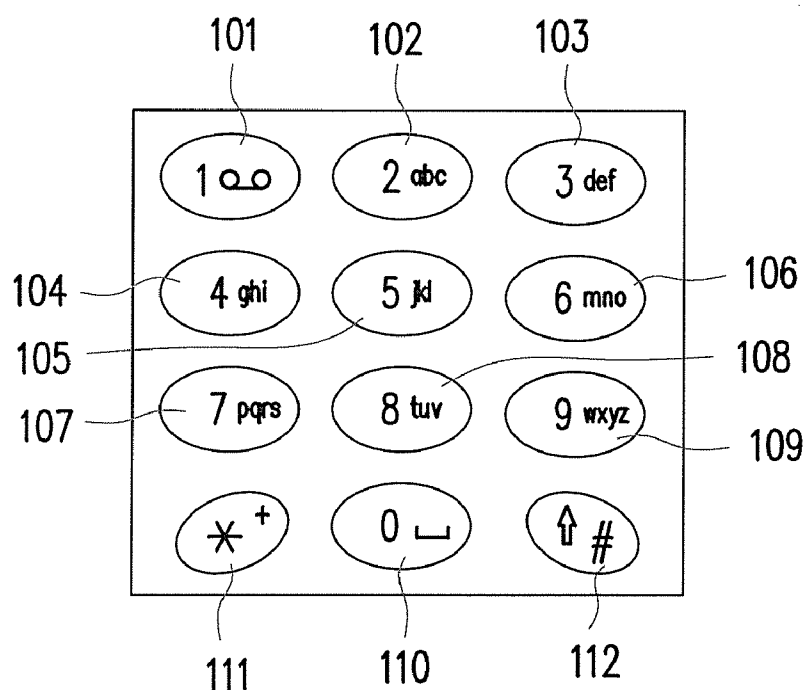 101 102 103
1 2 abc 3 def
104 4 ghi 5 jkl 6 mno 106
105 108
107 7 pqrs 8 tuv 9 wxyz 109
* + 0 ⇧ #
111 110 112